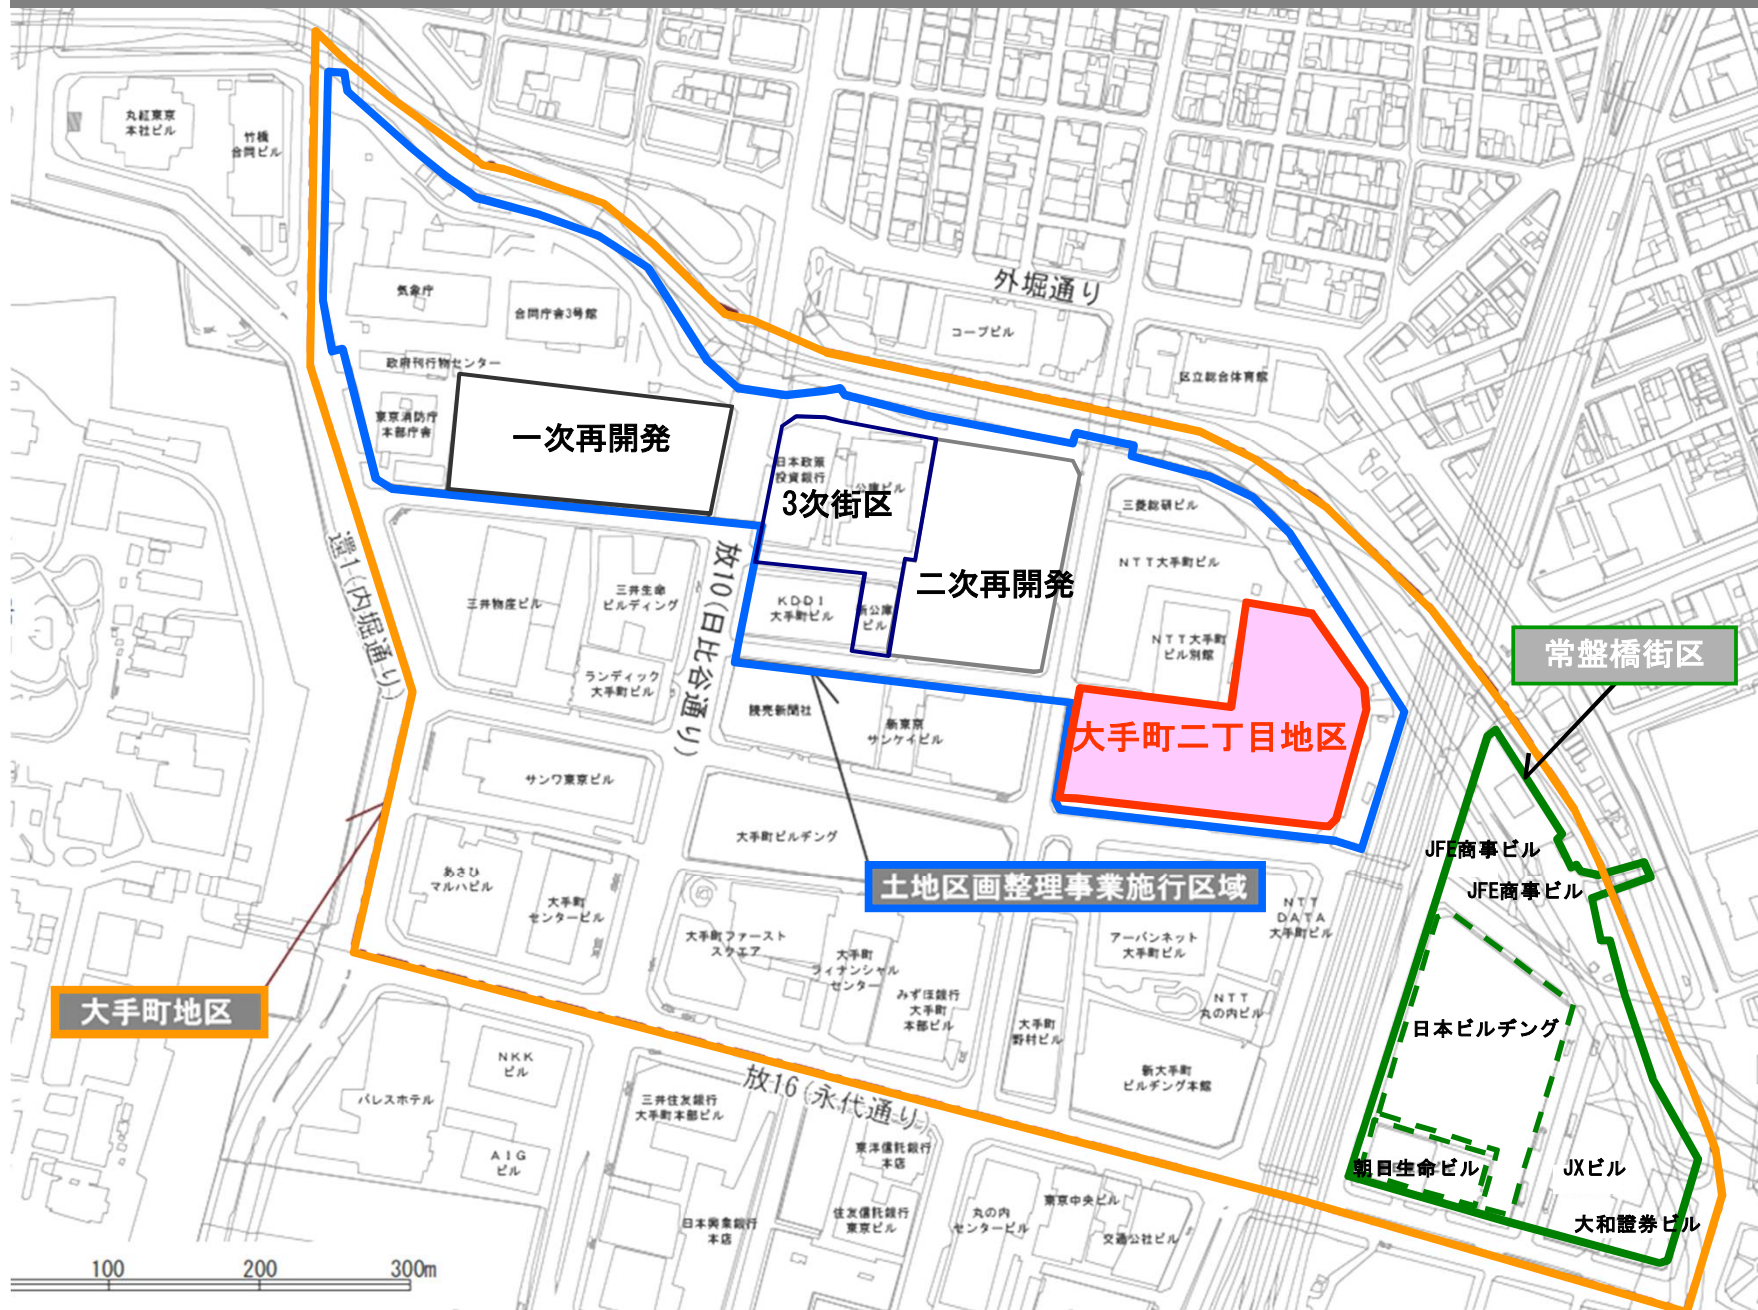 丸紅東京
本社ビル
竹橋
合同ビル
気象庁
合同庁舎3号館
政府刊行物センター
東京消防庁
本部庁舎
一次再開発
外堀通り
コープビル
区立総合体育館
日本政策
投資銀行
公庫ビル
3次街区
三菱総研ビル
NTT大手町ビル
二次再開発
環1(内堀通り)
三井物産ビル
三井生命
ビルディング
放10(日比谷通り)
KDDI
大手町ビル
新公庫
ビル
NTT大手町
ビル別館
常盤橋街区
ランディック
大手町ビル
読売新聞社
新東京
サンケイビル
大手町二丁目地区
サンワ東京ビル
大手町ビルヂング
JFE商事ビル
JFE商事ビル
あさひ
マルハビル
大手町
センタービル
土地区画整理事業施行区域
NTT
DATA
大手町ビル
大手町ファースト
スクエア
大手町
フィナンシャル
センター
アーバンネット
大手町ビル
大手町地区
みずほ銀行
大手町
本部ビル
大手町
野村ビル
NTT
丸の内ビル
日本ビルヂング
NKK
ビル
パレスホテル
三井住友銀行
大手町本部ビル
放16(永代通り)
新大手町
ビルヂング本館
AIG
ビル
東洋信託銀行
本店
朝日生命ビル
JXビル
日本興業銀行
本店
住友信託銀行
東京ビル
丸の内
センタービル
東京中央ビル
交通公社ビル
大和證券ビル
100
200
300m